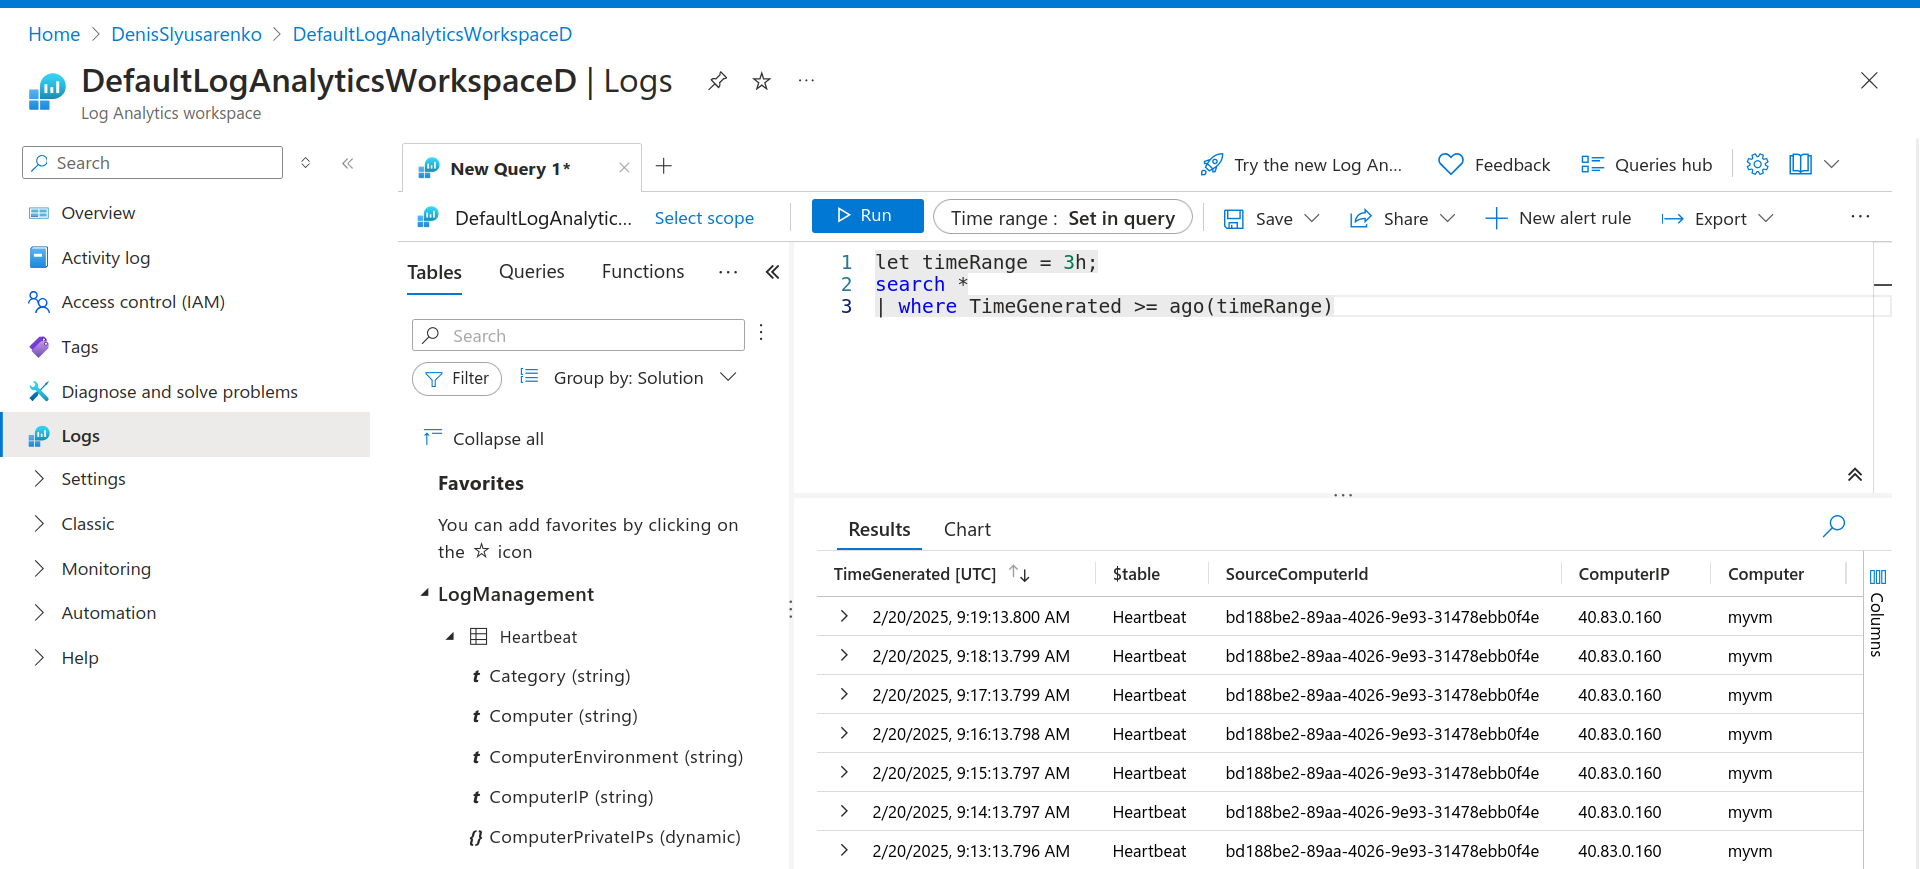 Home > DenisSlyusarenko > DefaultLogAnalyticsWorkspaceD
DefaultLogAnalyticsWorkspaceD | Logs
Log Analytics workspace
Search
Overview
Activity log
Access control (IAM)
Tags
Diagnose and solve problems
Logs
Settings
Classic
Monitoring
Automation
Help
New Query 1*
Try the new Log An...
Feedback
Queries hub
DefaultLogAnalytic...
Select scope
Run
Time range : Set in query
Save
Share
New alert rule
Export
Tables
Queries
Functions
Search
Filter
Group by: Solution
Collapse all
Favorites
You can add favorites by clicking on
the ☆ icon
LogManagement
Heartbeat
t Category (string)
t Computer (string)
t ComputerEnvironment (string)
t ComputerIP (string)
{} ComputerPrivateIPs (dynamic)
1 let timeRange = 3h;
2 search *
3 | where TimeGenerated >= ago(timeRange)
Results
Chart
TimeGenerated [UTC] $table SourceComputerId ComputerIP Computer
2/20/2025, 9:19:13.800 AM Heartbeat bd188be2-89aa-4026-9e93-31478ebb0f4e 40.83.0.160 myvm
2/20/2025, 9:18:13.799 AM Heartbeat bd188be2-89aa-4026-9e93-31478ebb0f4e 40.83.0.160 myvm
2/20/2025, 9:17:13.799 AM Heartbeat bd188be2-89aa-4026-9e93-31478ebb0f4e 40.83.0.160 myvm
2/20/2025, 9:16:13.798 AM Heartbeat bd188be2-89aa-4026-9e93-31478ebb0f4e 40.83.0.160 myvm
2/20/2025, 9:15:13.797 AM Heartbeat bd188be2-89aa-4026-9e93-31478ebb0f4e 40.83.0.160 myvm
2/20/2025, 9:14:13.797 AM Heartbeat bd188be2-89aa-4026-9e93-31478ebb0f4e 40.83.0.160 myvm
2/20/2025, 9:13:13.796 AM Heartbeat bd188be2-89aa-4026-9e93-31478ebb0f4e 40.83.0.160 myvm
Columns